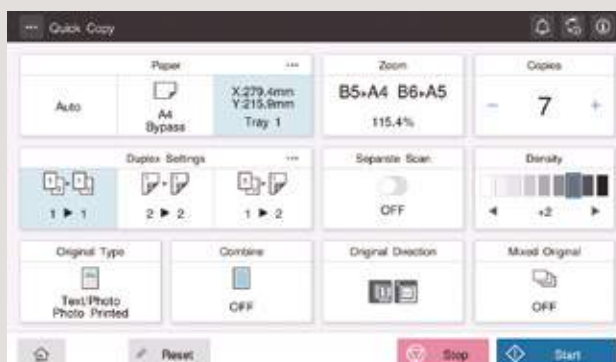 Quick Copy
Paper
Auto
A4
Bypass
X:279.4mm
Y:215.9mm
Tray 1
Zoom
B5▸A4 B6▸A5
115.4%
Copies
- 7 +
Duplex Settings
1 ▶ 1
2 ▶ 2
1 ▶ 2
Separate Scan
OFF
Density
◀ +2 ▶
Original Type
Text/Photo
Photo Printed
Combine
OFF
Original Direction
Mixed Original
OFF
Reset
Stop
Start